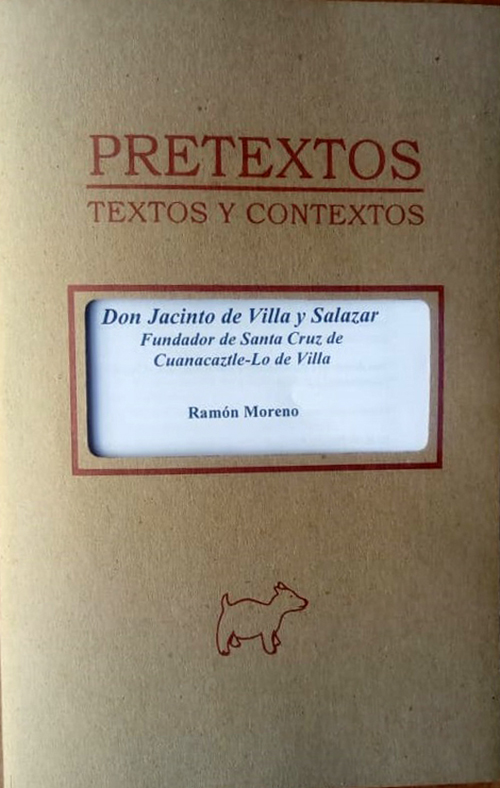 PRETEXTOS
TEXTOS Y CONTEXTOS
Don Jacinto de Villa y Salazar
Fundador de Santa Cruz de
Cuanacaztle-Lo de Villa
Ramón Moreno